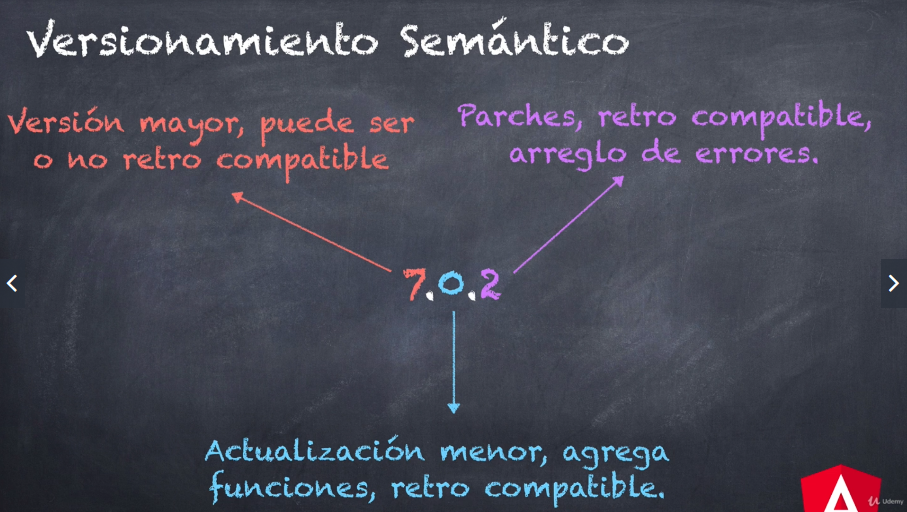 Versionamiento Semántico
Versión mayor, puede ser
o no retro compatible
Parches, retro compatible,
arreglo de errores.
7.0.2
Actualización menor, agrega
funciones, retro compatible.
A
Udemy